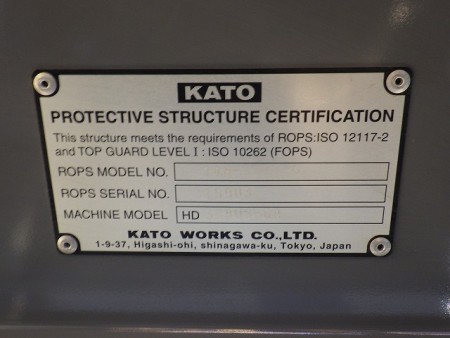 KATO
PROTECTIVE STRUCTURE CERTIFICATION
This structure meets the requirements of ROPS:ISO 12117-2
and TOP GUARD LEVEL I : ISO 10262 (FOPS)
ROPS MODEL NO.
ROPS SERIAL NO.
MACHINE MODEL HD
KATO WORKS CO.,LTD.
1-9-37, Higashi-ohi, shinagawa-ku, Tokyo, Japan